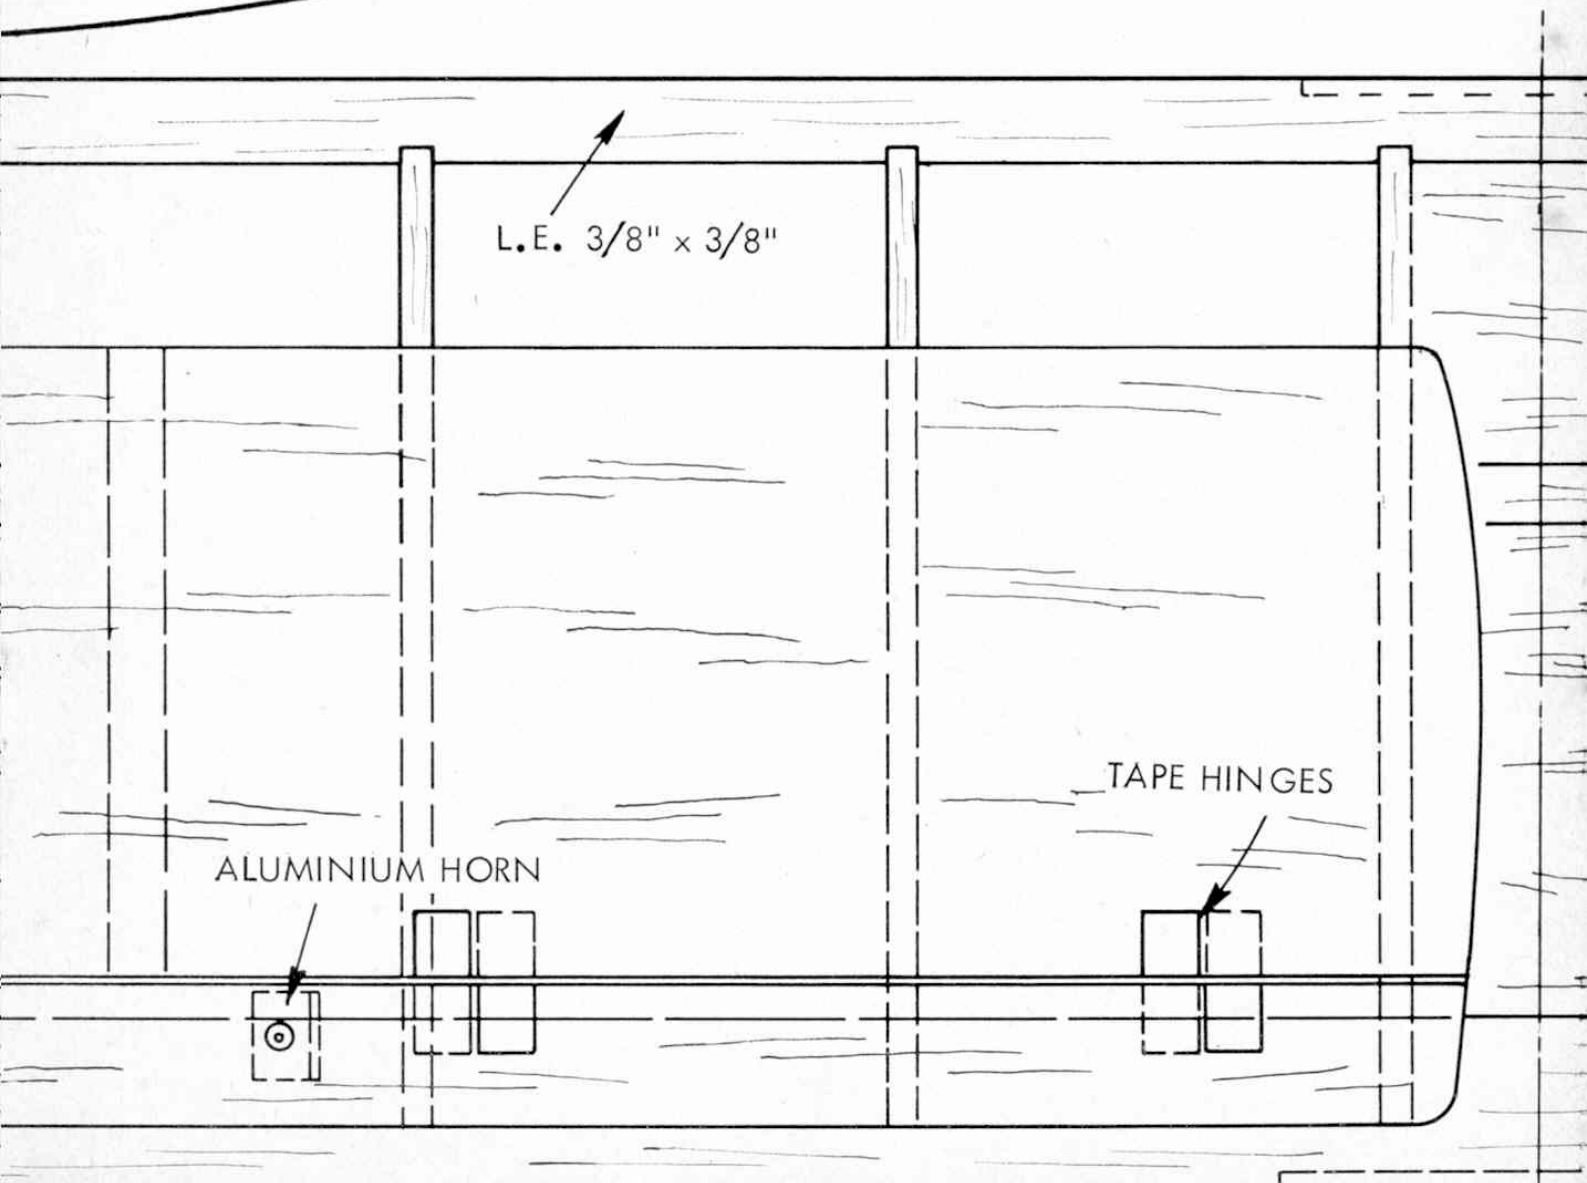 L.E. 3/8" x 3/8"
TAPE HINGES
ALUMINIUM HORN